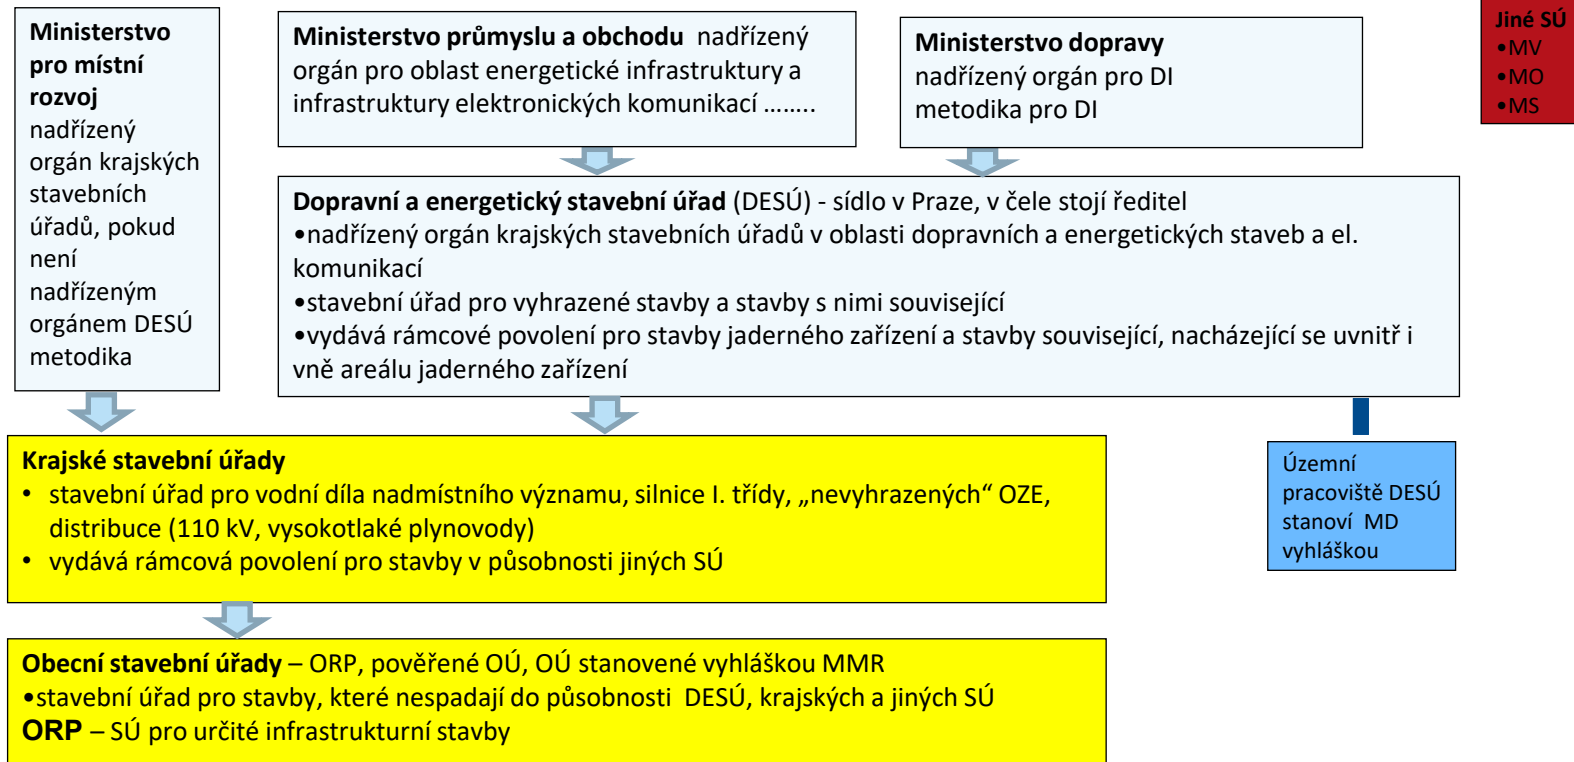 Ministerstvo
pro místní
rozvoj
nadřízený
orgán krajských
stavebních
úřadů, pokud
není
nadřízeným
orgánem DESÚ
metodika
Ministerstvo průmyslu a obchodu nadřízený
orgán pro oblast energetické infrastruktury a
infrastruktury elektronických komunikací ……..
Ministerstvo dopravy
nadřízený orgán pro DI
metodika pro DI
Jiné SÚ
•MV
•MO
•MS
Dopravní a energetický stavební úřad (DESÚ) - sídlo v Praze, v čele stojí ředitel
•nadřízený orgán krajských stavebních úřadů v oblasti dopravních a energetických staveb a el.
komunikací
•stavební úřad pro vyhrazené stavby a stavby s nimi související
•vydává rámcové povolení pro stavby jaderného zařízení a stavby související, nacházející se uvnitř i
vně areálu jaderného zařízení
Krajské stavební úřady
• stavební úřad pro vodní díla nadmístního významu, silnice I. třídy, „nevyhrazených“ OZE,
distribuce (110 kV, vysokotlaké plynovody)
• vydává rámcová povolení pro stavby v působnosti jiných SÚ
Územní
pracoviště DESÚ
stanoví MD
vyhláškou
Obecní stavební úřady – ORP, pověřené OÚ, OÚ stanovené vyhláškou MMR
•stavební úřad pro stavby, které nespadají do působnosti DESÚ, krajských a jiných SÚ
ORP – SÚ pro určité infrastrukturní stavby